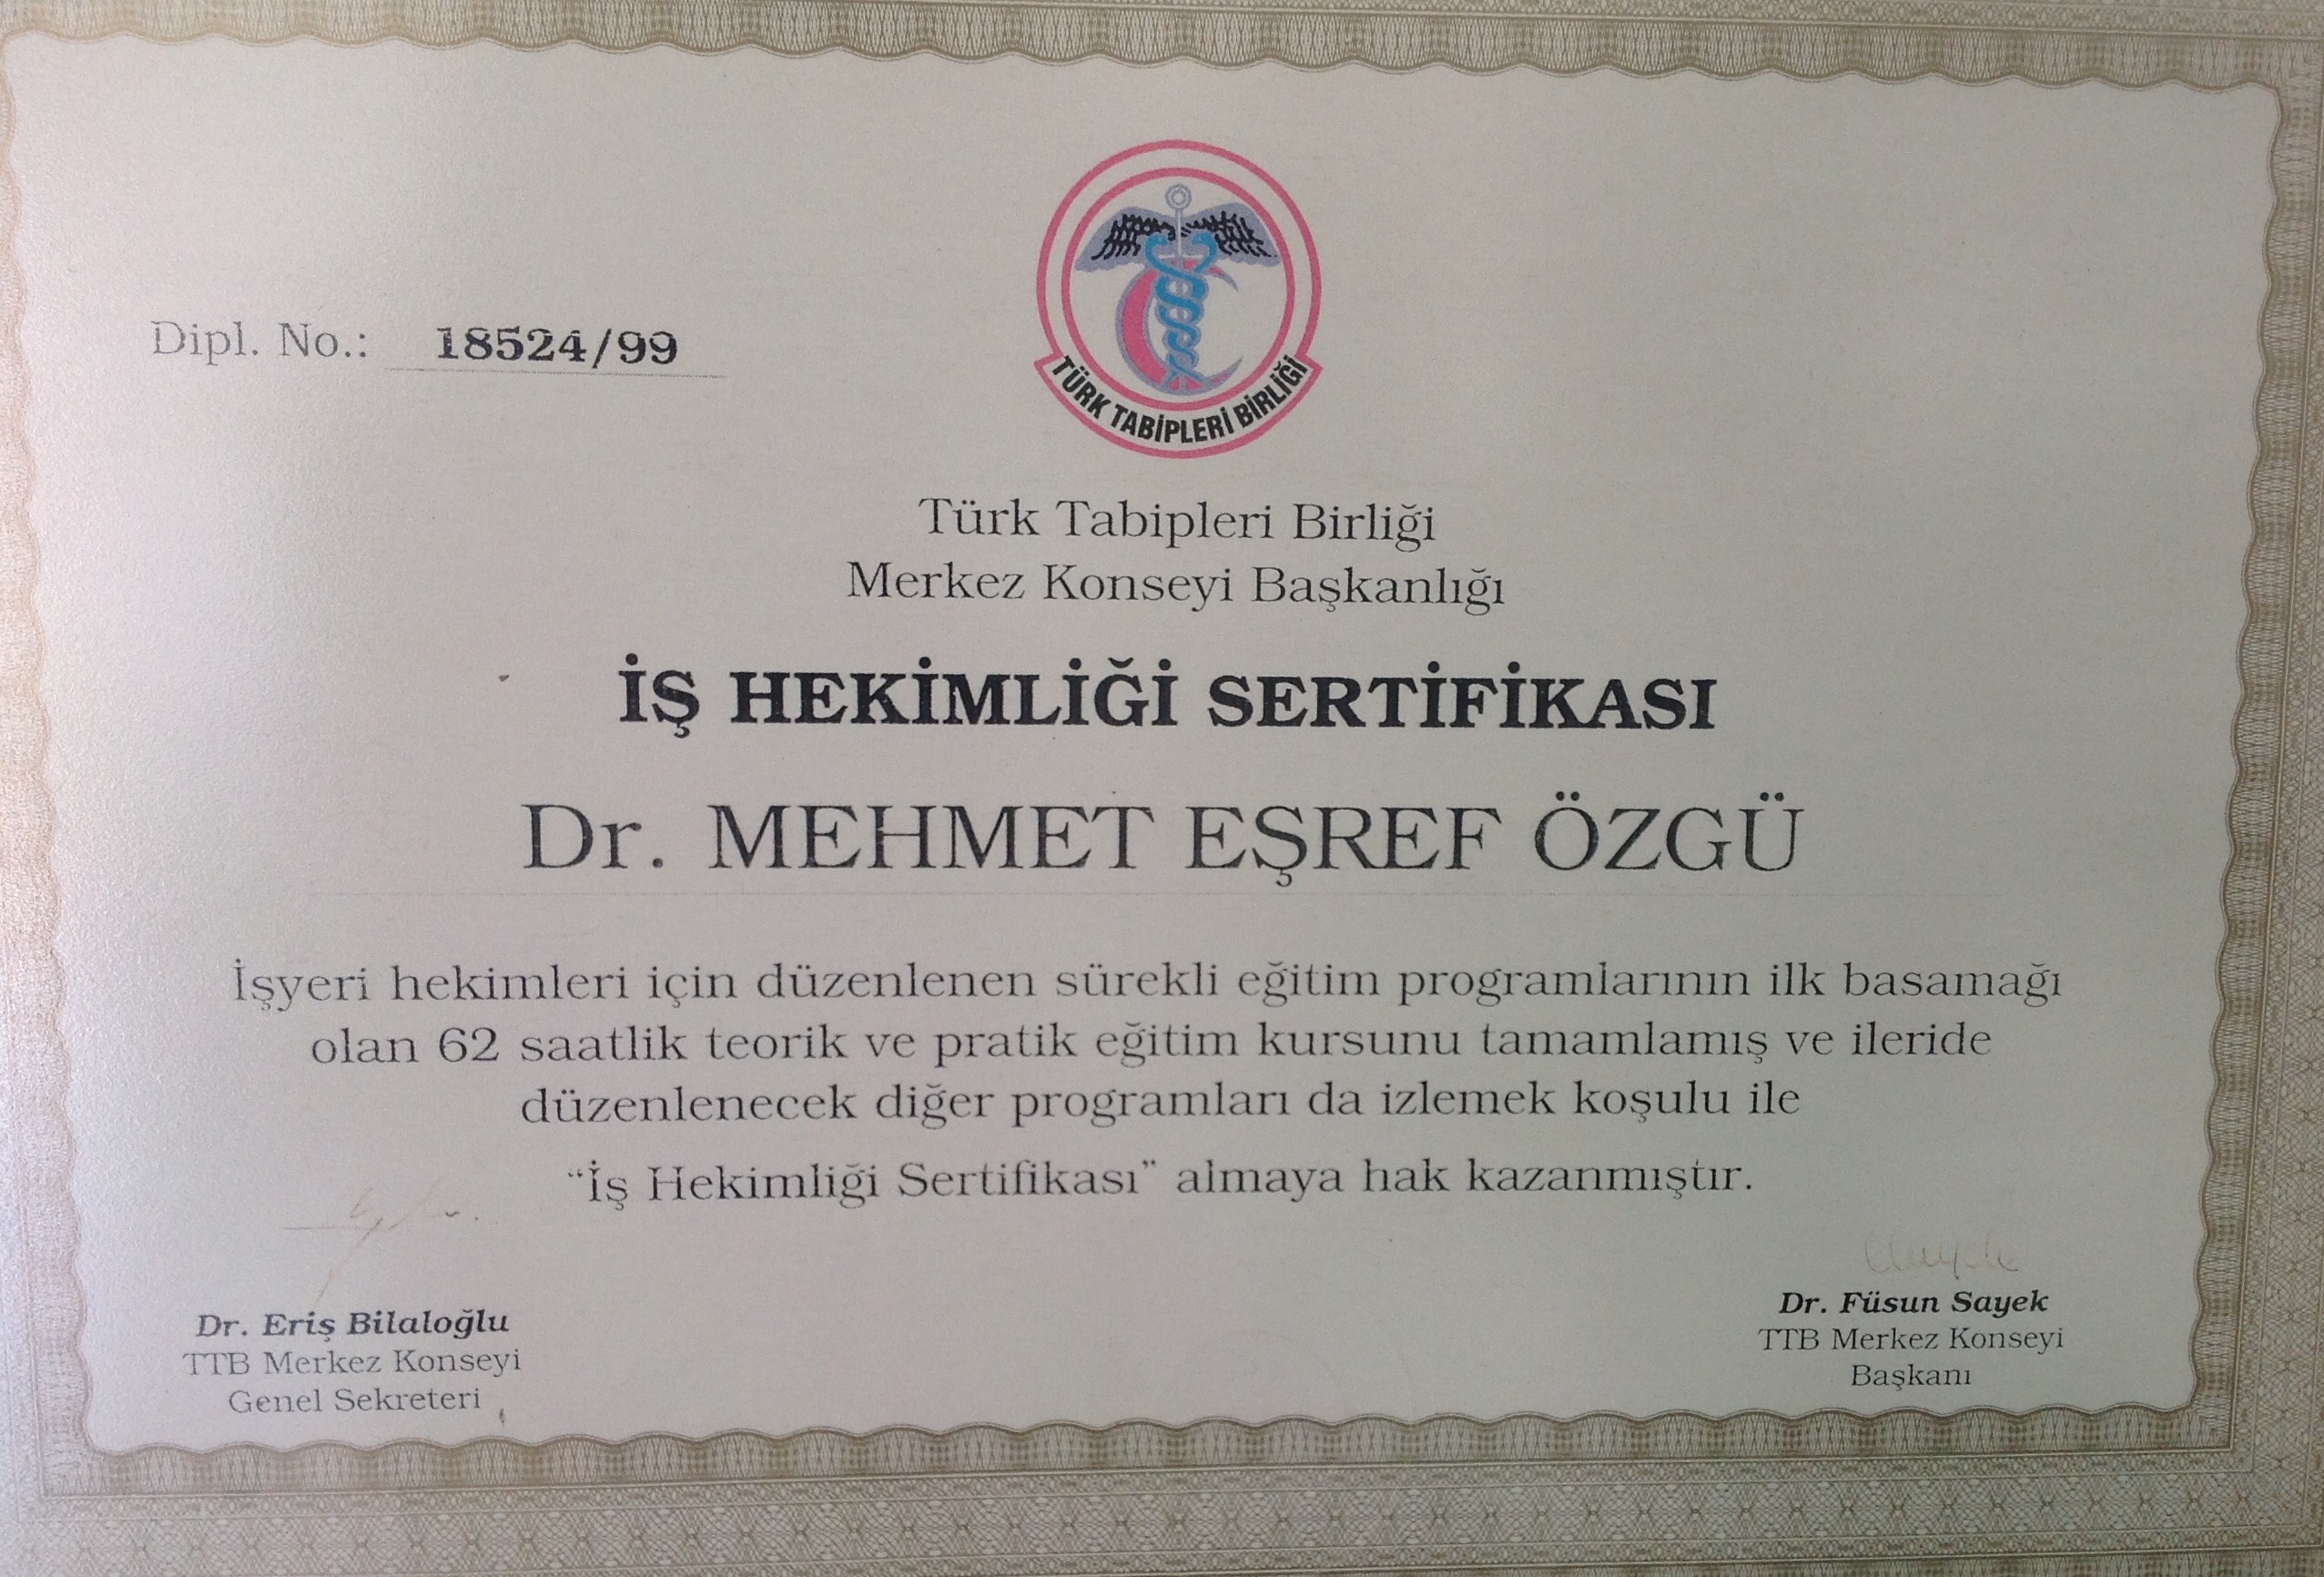 TÜRK TABİPLERİ BİRLİĞİ
Dipl. No.: 18524/99
Türk Tabipleri Birliği
Merkez Konseyi Başkanlığı
İŞ HEKİMLİĞİ SERTİFİKASI
Dr. MEHMET EŞREF ÖZGÜ
İşyeri hekimleri için düzenlenen sürekli eğitim programlarının ilk basamağı
olan 62 saatlik teorik ve pratik eğitim kursunu tamamlamış ve ileride
düzenlenecek diğer programları da izlemek koşulu ile
“İş Hekimliği Sertifikası” almaya hak kazanmıştır.
Dr. Eriş Bilaloğlu
TTB Merkez Konseyi
Genel Sekreteri
Dr. Füsun Sayek
TTB Merkez Konseyi
Başkanı